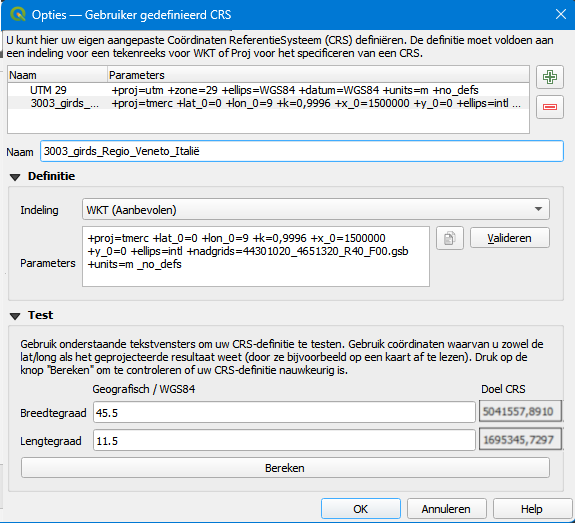 Opties — Gebruiker gedefinieerd CRS
U kunt hier uw eigen aangepaste Coördinaten ReferentieSysteem (CRS) definiëren. De definitie moet voldoen aan
een indeling voor een tekenreeks voor WKT of Proj voor het specificeren van een CRS.
Naam Parameters
UTM 29 +proj=utm +zone=29 +ellips=WGS84 +datum=WGS84 +units=m +no_defs
3003_girds_... +proj=tmerc +lat_0=0 +lon_0=9 +k=0,9996 +x_0=1500000 +y_0=0 +ellips=intl ...
Naam 3003_girds_Regio_Veneto_Italië
Definitie
Indeling WKT (Aanbevolen)
Parameters
+proj=tmerc +lat_0=0 +lon_0=9 +k=0,9996 +x_0=1500000
+y_0=0 +ellips=intl +nadgrids=44301020_4651320_R40_F00.gsb
+units=m _no_defs
Valideren
Test
Gebruik onderstaande tekstvensters om uw CRS-definitie te testen. Gebruik coördinaten waarvan u zowel de
lat/long als het geprojecteerde resultaat weet (door ze bijvoorbeeld op een kaart af te lezen). Druk op de
knop "Bereken" om te controleren of uw CRS-definitie nauwkeurig is.
Geografisch / WGS84 Doel CRS
Breedtegraad 45.5 5041557,8910
Lengtegraad 11.5 1695345,7297
Bereken
OK Annuleren Help